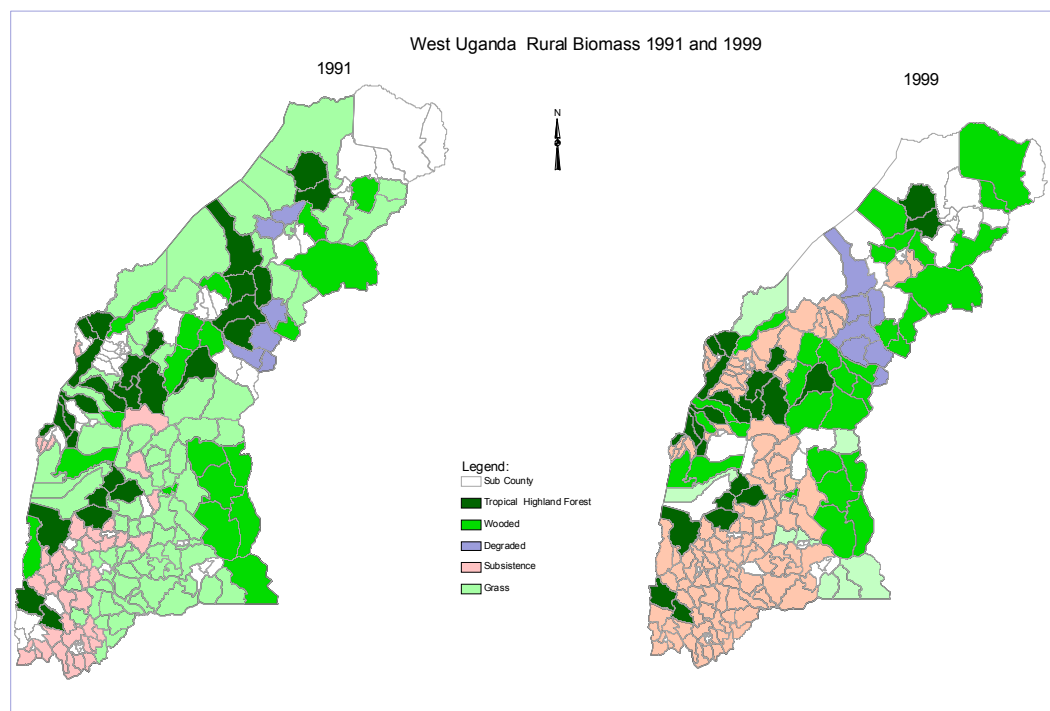 West Uganda Rural Biomass 1991 and 1999
1991
1999
N
Legend:
Sub County
Tropical Highland Forest
Wooded
Degraded
Subsistence
Grass